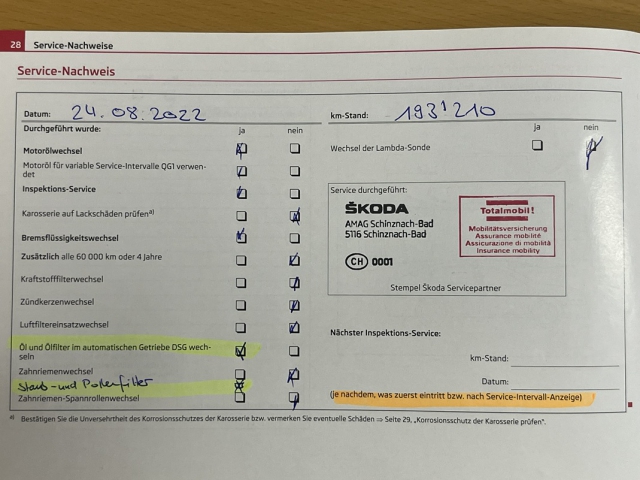 28 Service-Nachweise
Service-Nachweis
Datum: 24.08.2022
km-Stand: 193'210
Durchgeführt wurde: ja nein
ja nein
Motorölwechsel
Wechsel der Lambda-Sonde
Motoröl für variable Service-Intervalle QG1 verwen-
det
Inspektions-Service
Karosserie auf Lackschäden prüfen a)
Bremsflüssigkeitswechsel
Zusätzlich alle 60 000 km oder 4 Jahre
Kraftstofffilterwechsel
Zündkerzenwechsel
Luftfiltereinsatzwechsel
Öl und Ölfilter im automatischen Getriebe DSG wech-
seln
Zahnriemenwechsel
Staub- und Pollenfilter
Zahnriemen-Spannrollenwechsel
Service durchgeführt:
ŠKODA
AMAG Schinznach-Bad
5116 Schinznach-Bad
CH 0001
Totalmobil!
Mobilitätsversicherung
Assurance mobilité
Assicurazione di mobilità
Insurance mobility
Stempel Škoda Servicepartner
Nächster Inspektions-Service:
km-Stand:
Datum:
(je nachdem, was zuerst eintritt bzw. nach Service-Intervall-Anzeige)
a) Bestätigen Sie die Unversehrtheit des Korrosionsschutzes der Karosserie bzw. vermerken Sie eventuelle Schäden ⇒ Seite 29, „Korrosionsschutz der Karosserie prüfen".